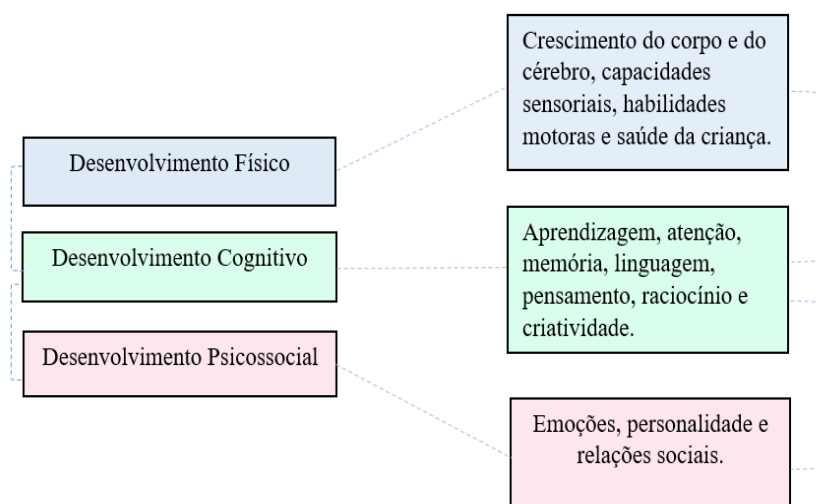 Desenvolvimento Físico
Crescimento do corpo e do
cérebro, capacidades
sensoriais, habilidades
motoras e saúde da criança.
Desenvolvimento Cognitivo
Aprendizagem, atenção,
memória, linguagem,
pensamento, raciocínio e
criatividade.
Desenvolvimento Psicossocial
Emoções, personalidade e
relações sociais.